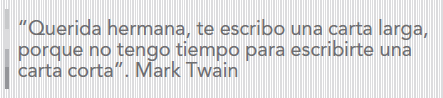 “Querida hermana, te escribo una carta larga,
porque no tengo tiempo para escribirte una
carta corta”. Mark Twain